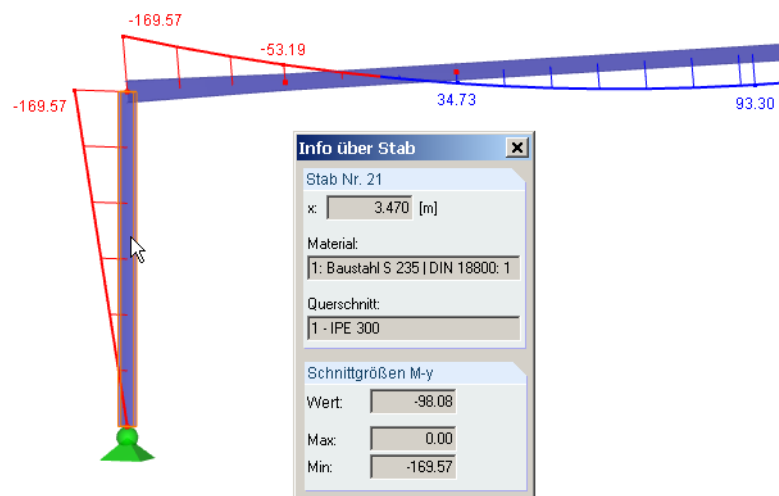 -169.57
-53.19
-169.57
34.73
93.30
Info über Stab
Stab Nr. 21
x: 3.470 [m]
Material:
1: Baustahl S 235 | DIN 18800: 1
Querschnitt:
1 - IPE 300
Schnittgrößen M-y
Wert: -98.08
Max: 0.00
Min: -169.57